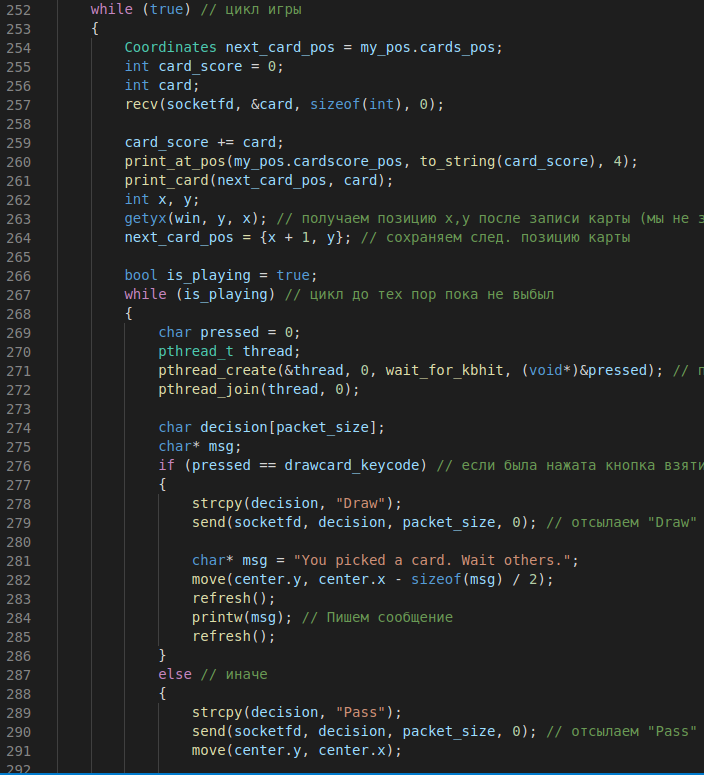 252 while (true) // цикл игры
253 {
254 Coordinates next_card_pos = my_pos.cards_pos;
255 int card_score = 0;
256 int card;
257 recv(socketfd, &card, sizeof(int), 0);
258
259 card_score += card;
260 print_at_pos(my_pos.cardscore_pos, to_string(card_score), 4);
261 print_card(next_card_pos, card);
262 int x, y;
263 getyx(win, y, x); // получаем позицию x,y после записи карты (мы не з
264 next_card_pos = {x + 1, y}; // сохраняем след. позицию карты
265
266 bool is_playing = true;
267 while (is_playing) // цикл до тех пор пока не выбыл
268 {
269 char pressed = 0;
270 pthread_t thread;
271 pthread_create(&thread, 0, wait_for_kbhit, (void*)&pressed); // п
272 pthread_join(thread, 0);
273
274 char decision[packet_size];
275 char* msg;
276 if (pressed == drawcard_keycode) // если была нажата кнопка взяти
277 {
278 strcpy(decision, "Draw");
279 send(socketfd, decision, packet_size, 0); // отсылаем "Draw"
280
281 char* msg = "You picked a card. Wait others.";
282 move(center.y, center.x - sizeof(msg) / 2);
283 refresh();
284 printw(msg); // Пишем сообщение
285 refresh();
286 }
287 else // иначе
288 {
289 strcpy(decision, "Pass");
290 send(socketfd, decision, packet_size, 0); // отсылаем "Pass"
291 move(center.y, center.x);
292